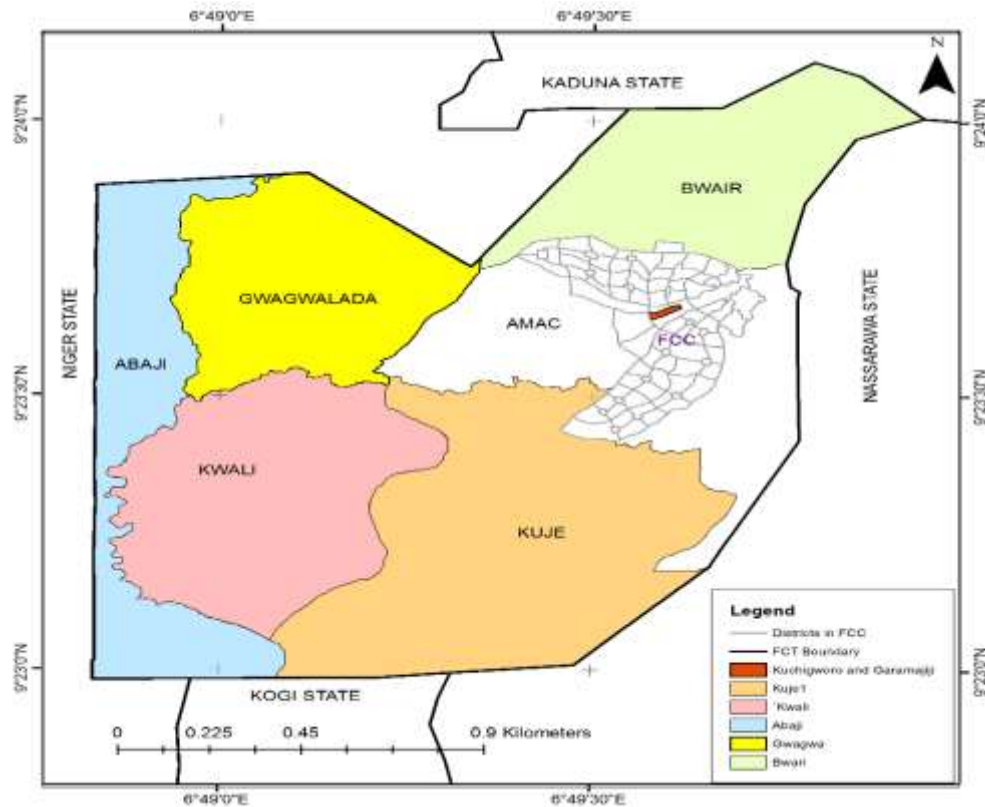 6°49'0"E
6°49'30"E
N
KADUNA STATE
9°24'0"N
9°24'0"N
BWAIR
GWAGWALADA
AMAC
FCC
NIGER STATE
ABAJI
NASSARAWA STATE
9°23'30"N
9°23'30"N
KWALI
KUJE
Legend
Districts in FCC
FCT Boundary
Kuchigworo and Garamajiji
Kuje1
`Kwali
Abaji
Gwagwa
Bwari
9°23'0"N
9°23'0"N
KOGI STATE
0 0.225 0.45 0.9 Kilometers
6°49'0"E
6°49'30"E